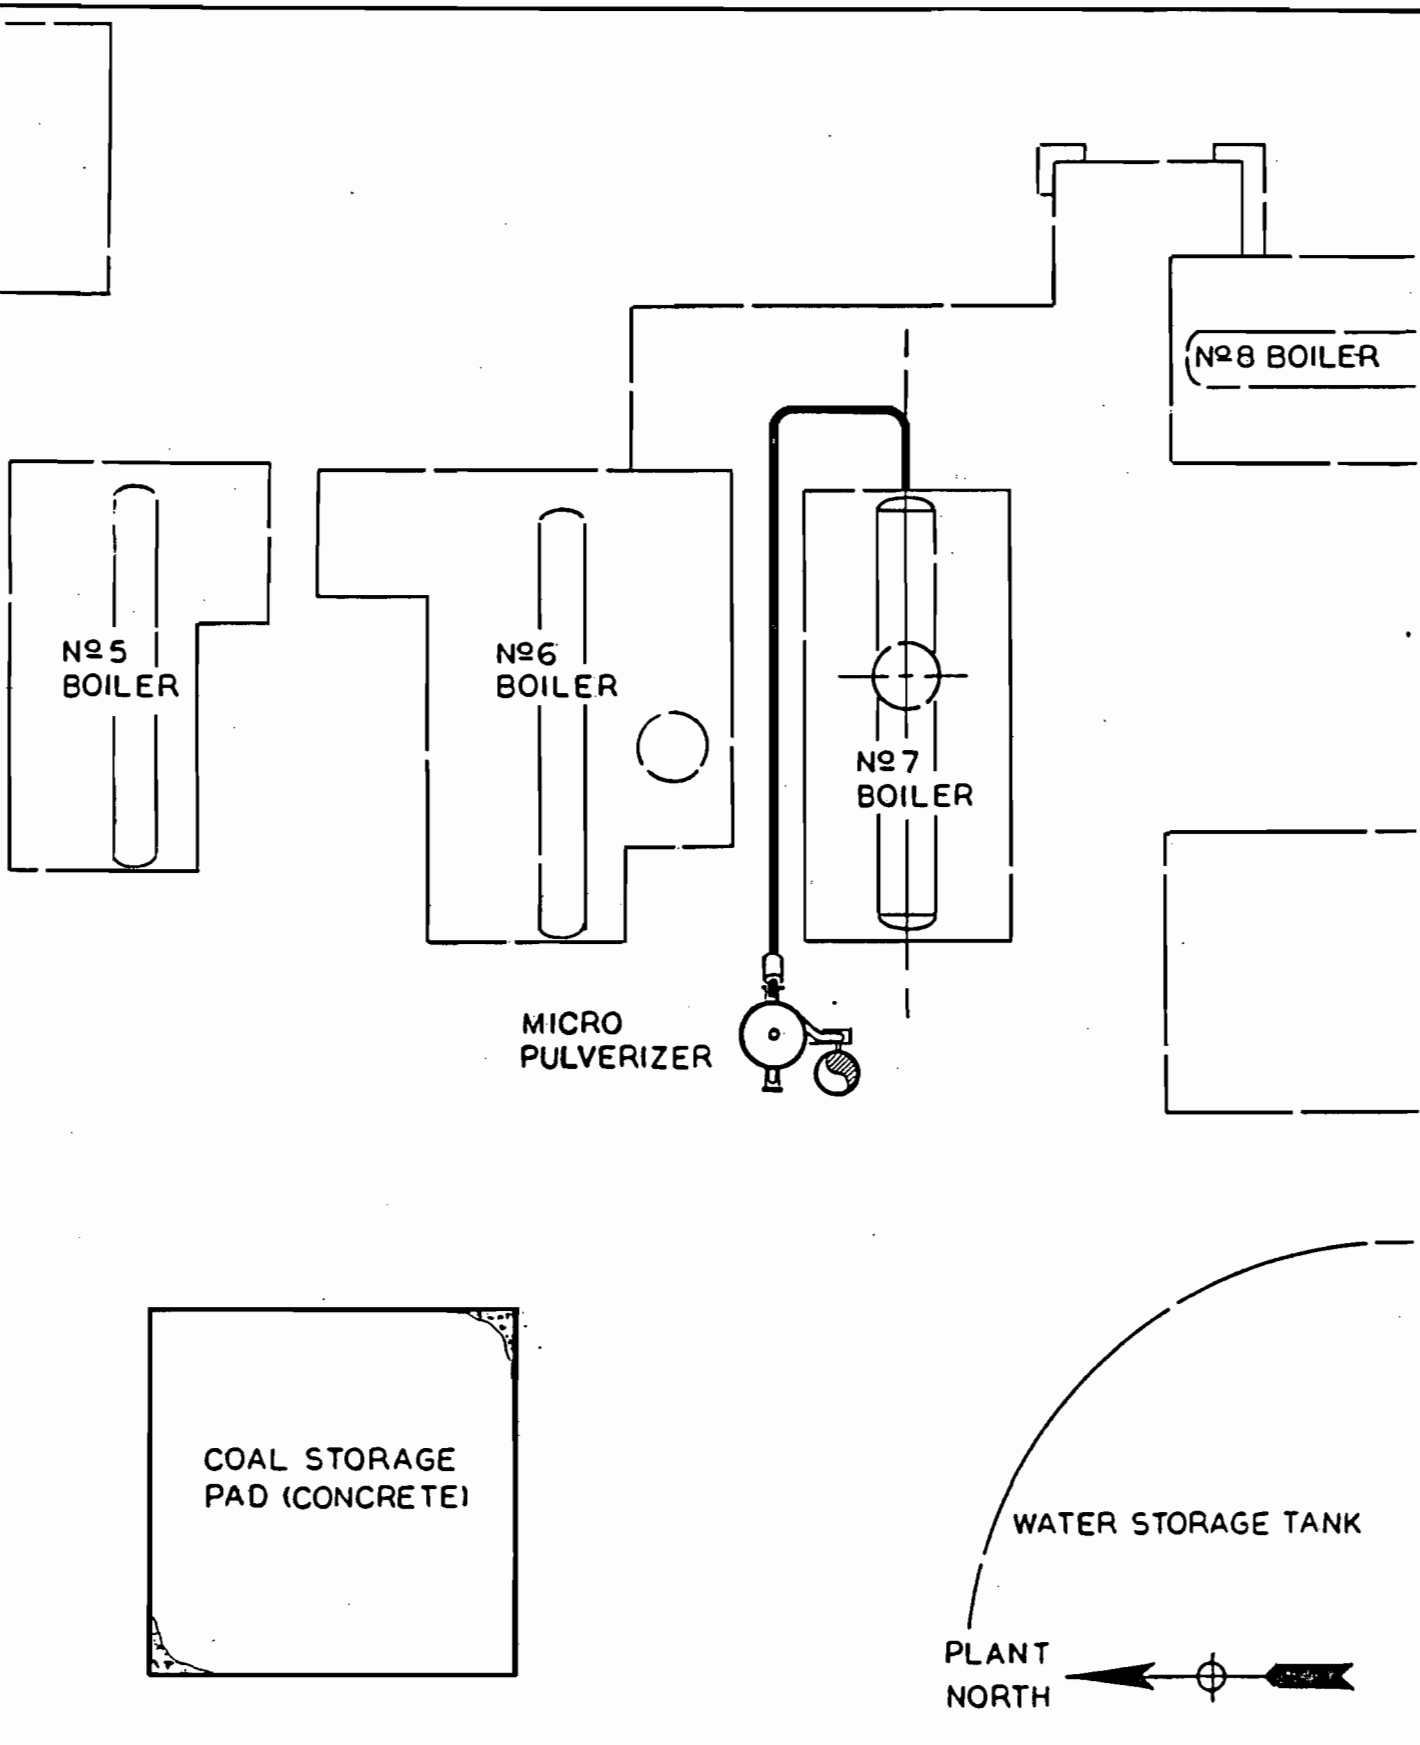 Nº8 BOILER
Nº5
BOILER
Nº6
BOILER
Nº7
BOILER
MICRO
PULVERIZER
COAL STORAGE
PAD (CONCRETE)
WATER STORAGE TANK
PLANT
NORTH